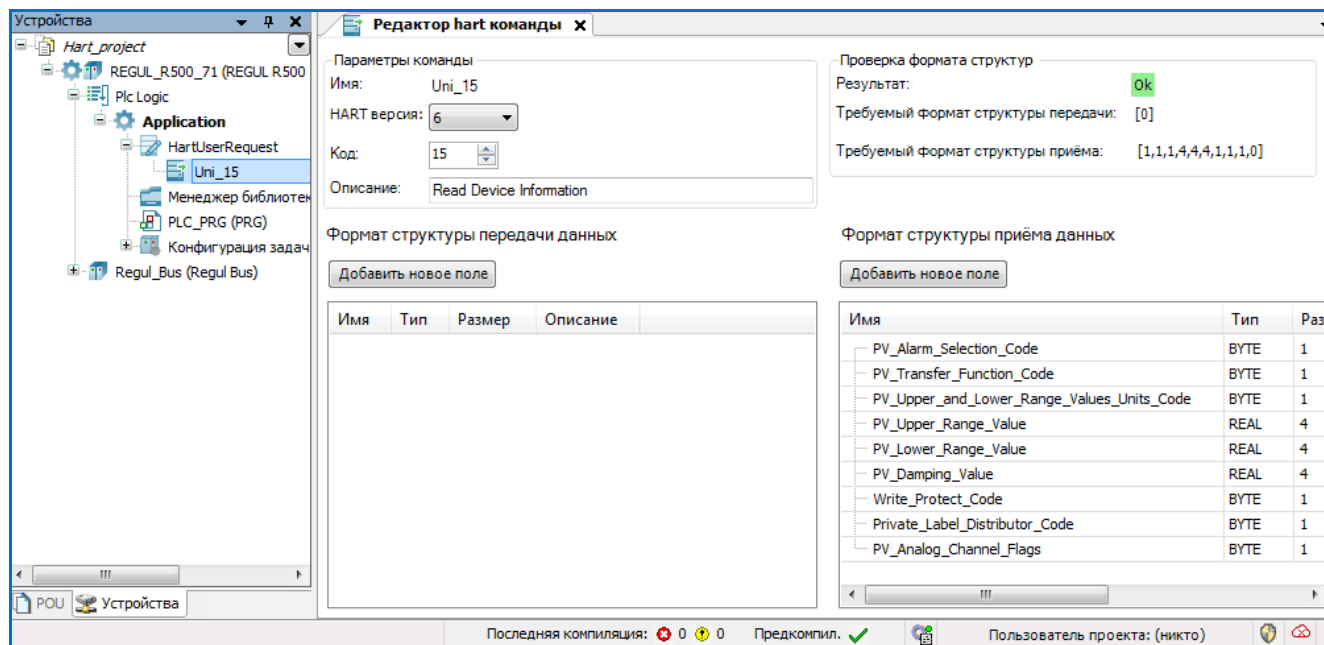 Устройства
Hart_project
REGUL_R500_71 (REGUL R500
Plc Logic
Application
HartUserRequest
Uni_15
Менеджер библиотек
PLC_PRG (PRG)
Конфигурация задач
Regul_Bus (Regul Bus)
POU Устройства
Редактор hart команды
Параметры команды
Имя: Uni_15
HART версия: 6
Код: 15
Описание: Read Device Information
Проверка формата структур
Результат: Ok
Требуемый формат структуры передачи: [0]
Требуемый формат структуры приёма: [1,1,1,4,4,4,1,1,1,0]
Формат структуры передачи данных
Добавить новое поле
Имя Тип Размер Описание
Формат структуры приёма данных
Добавить новое поле
Имя Тип Раз
PV_Alarm_Selection_Code BYTE 1
PV_Transfer_Function_Code BYTE 1
PV_Upper_and_Lower_Range_Values_Units_Code BYTE 1
PV_Upper_Range_Value REAL 4
PV_Lower_Range_Value REAL 4
PV_Damping_Value REAL 4
Write_Protect_Code BYTE 1
Private_Label_Distributor_Code BYTE 1
PV_Analog_Channel_Flags BYTE 1
Последняя компиляция: 0 0 Предкомпил. Пользователь проекта: (никто)